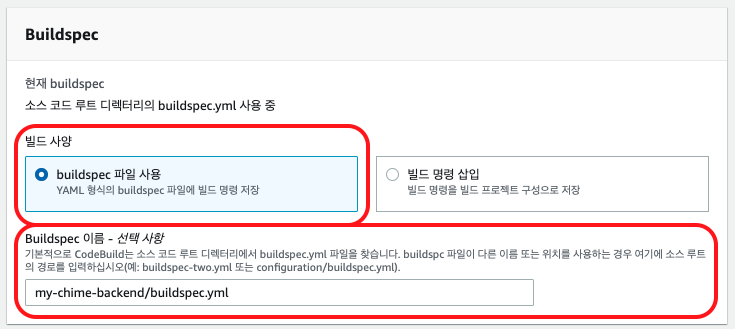 Buildspec
현재 buildspec
소스 코드 루트 디렉터리의 buildspec.yml 사용 중
빌드 사양
buildspec 파일 사용
YAML 형식의 buildspec 파일에 빌드 명령 저장
빌드 명령 삽입
빌드 명령을 빌드 프로젝트 구성으로 저장
Buildspec 이름 - 선택 사항
기본적으로 CodeBuild는 소스 코드 루트 디렉터리에서 buildspec.yml 파일을 찾습니다. buildspc 파일이 다른 이름 또는 위치를 사용하는 경우 여기에 소스 루트
의 경로를 입력하십시오(예: buildspec-two.yml 또는 configuration/buildspec.yml).
my-chime-backend/buildspec.yml